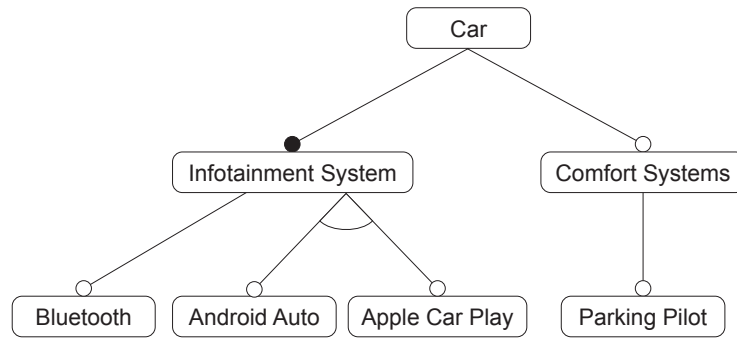 Car
Infotainment System
Comfort Systems
Bluetooth
Android Auto
Apple Car Play
Parking Pilot